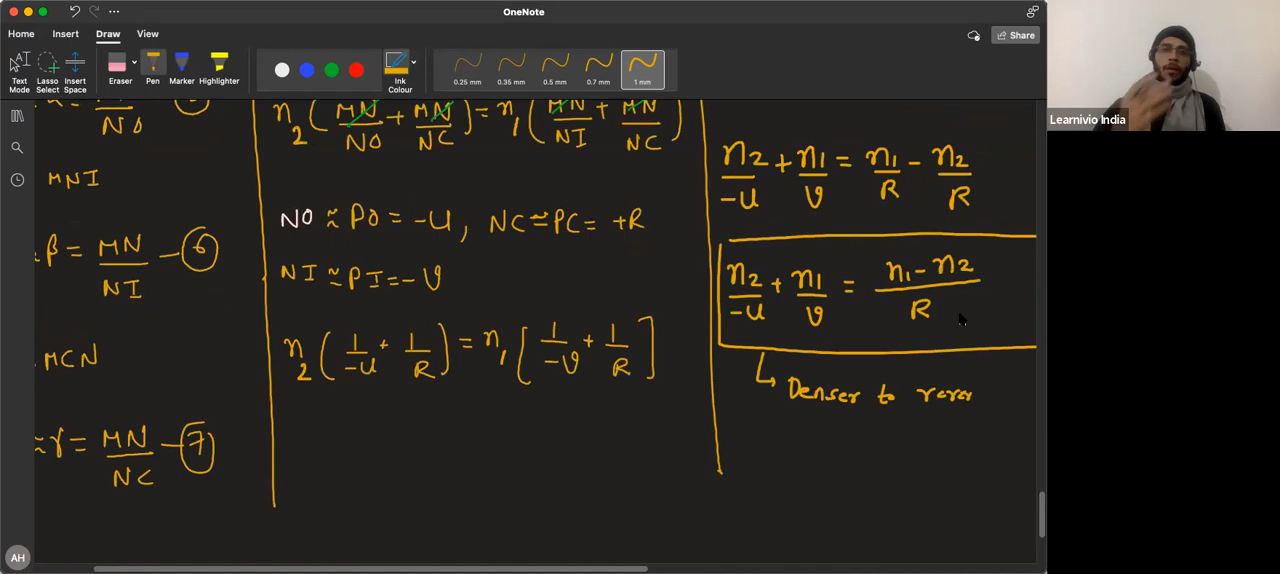 OneNote
Home Insert Draw View
Share
Text Mode
Lasso Select
Insert Space
Eraser
Pen
Marker
Highlighter
Ink Colour
0.25 mm
0.35 mm
0.5 mm
0.7 mm
1 mm
Learnivio India
NO
MNI
β = MN/NI — ⑥
MCN
≈ γ = MN/NC — ⑦
n₂ ( MN/NO + MN/NC ) = n₁ ( MN/NI + MN/NC )
NO ≈ PO = -u, NC ≃ PC = +R
NI ≃ PI = -v
n₂ ( 1/-u + 1/R ) = n₁ [ 1/-v + 1/R ]
n₂/-u + n₁/v = n₁/R - n₂/R
n₂/-u + n₁/v = n₁ - n₂/R
↳ Denser to rarer
AH